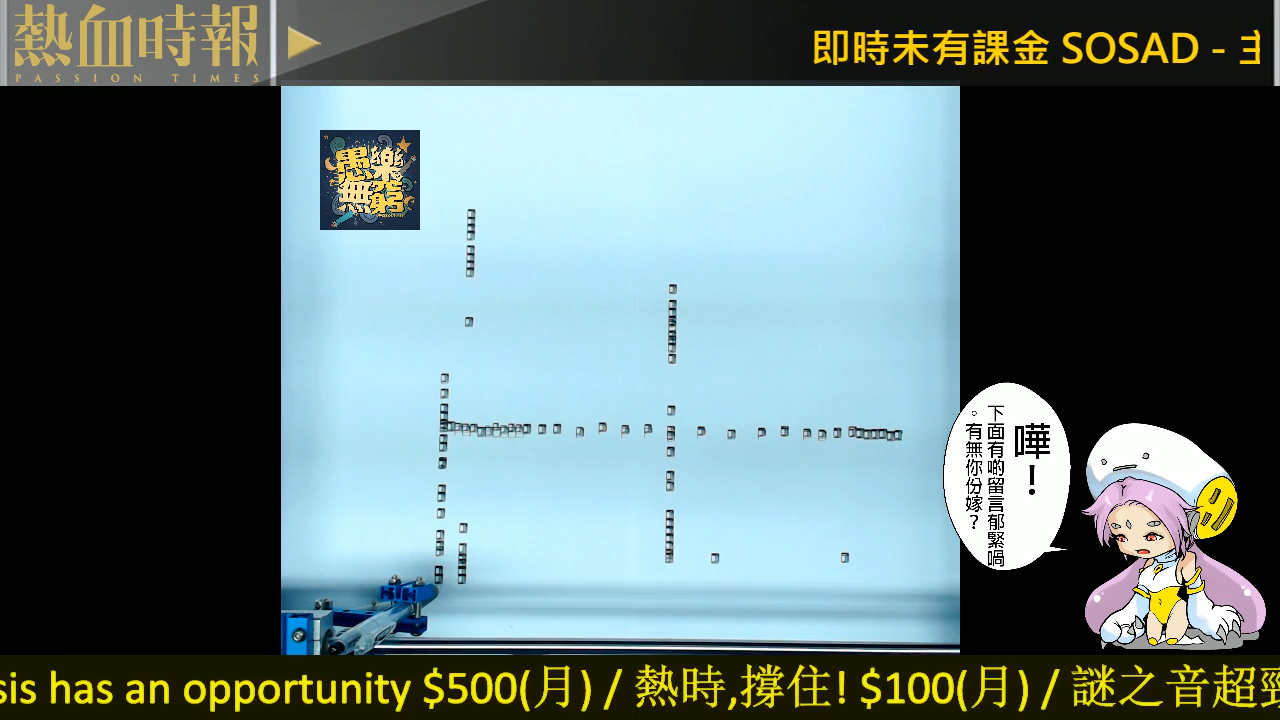 熱血時報
PASSION TIMES
即時未有課金 SOSAD -
愚樂
無窮
嘩！
下面有啲留言郁緊喎
。有無你份嫁？
sis has an opportunity $500(月) / 熱時,撐住! $100(月) / 謎之音超